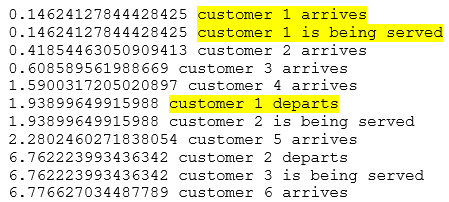 0.14624127844428425 customer 1 arrives
0.14624127844428425 customer 1 is being served
0.41854463050909413 customer 2 arrives
0.608589561988669 customer 3 arrives
1.5900317205020897 customer 4 arrives
1.93899649915988 customer 1 departs
1.93899649915988 customer 2 is being served
2.2802460271838054 customer 5 arrives
6.762223993436342 customer 2 departs
6.762223993436342 customer 3 is being served
6.776627034487789 customer 6 arrives